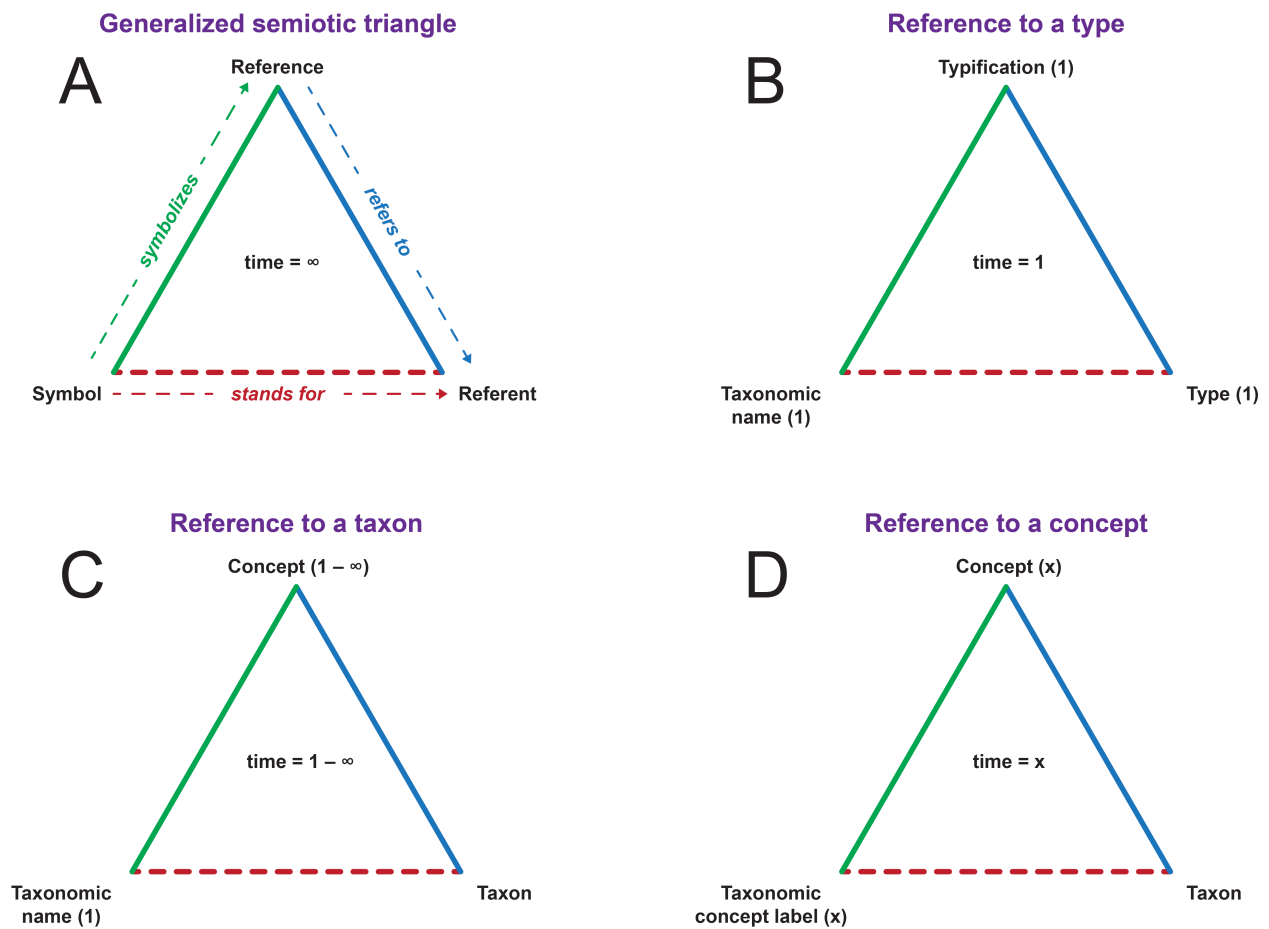 Generalized semiotic triangle
A
Reference
symbolizes
refers to
time = ∞
Symbol
stands for
Referent
Reference to a type
B
Typification (1)
time = 1
Taxonomic
name (1)
Type (1)
Reference to a taxon
C
Concept (1 – ∞)
time = 1 – ∞
Taxonomic
name (1)
Taxon
Reference to a concept
D
Concept (x)
time = x
Taxonomic
concept label (x)
Taxon